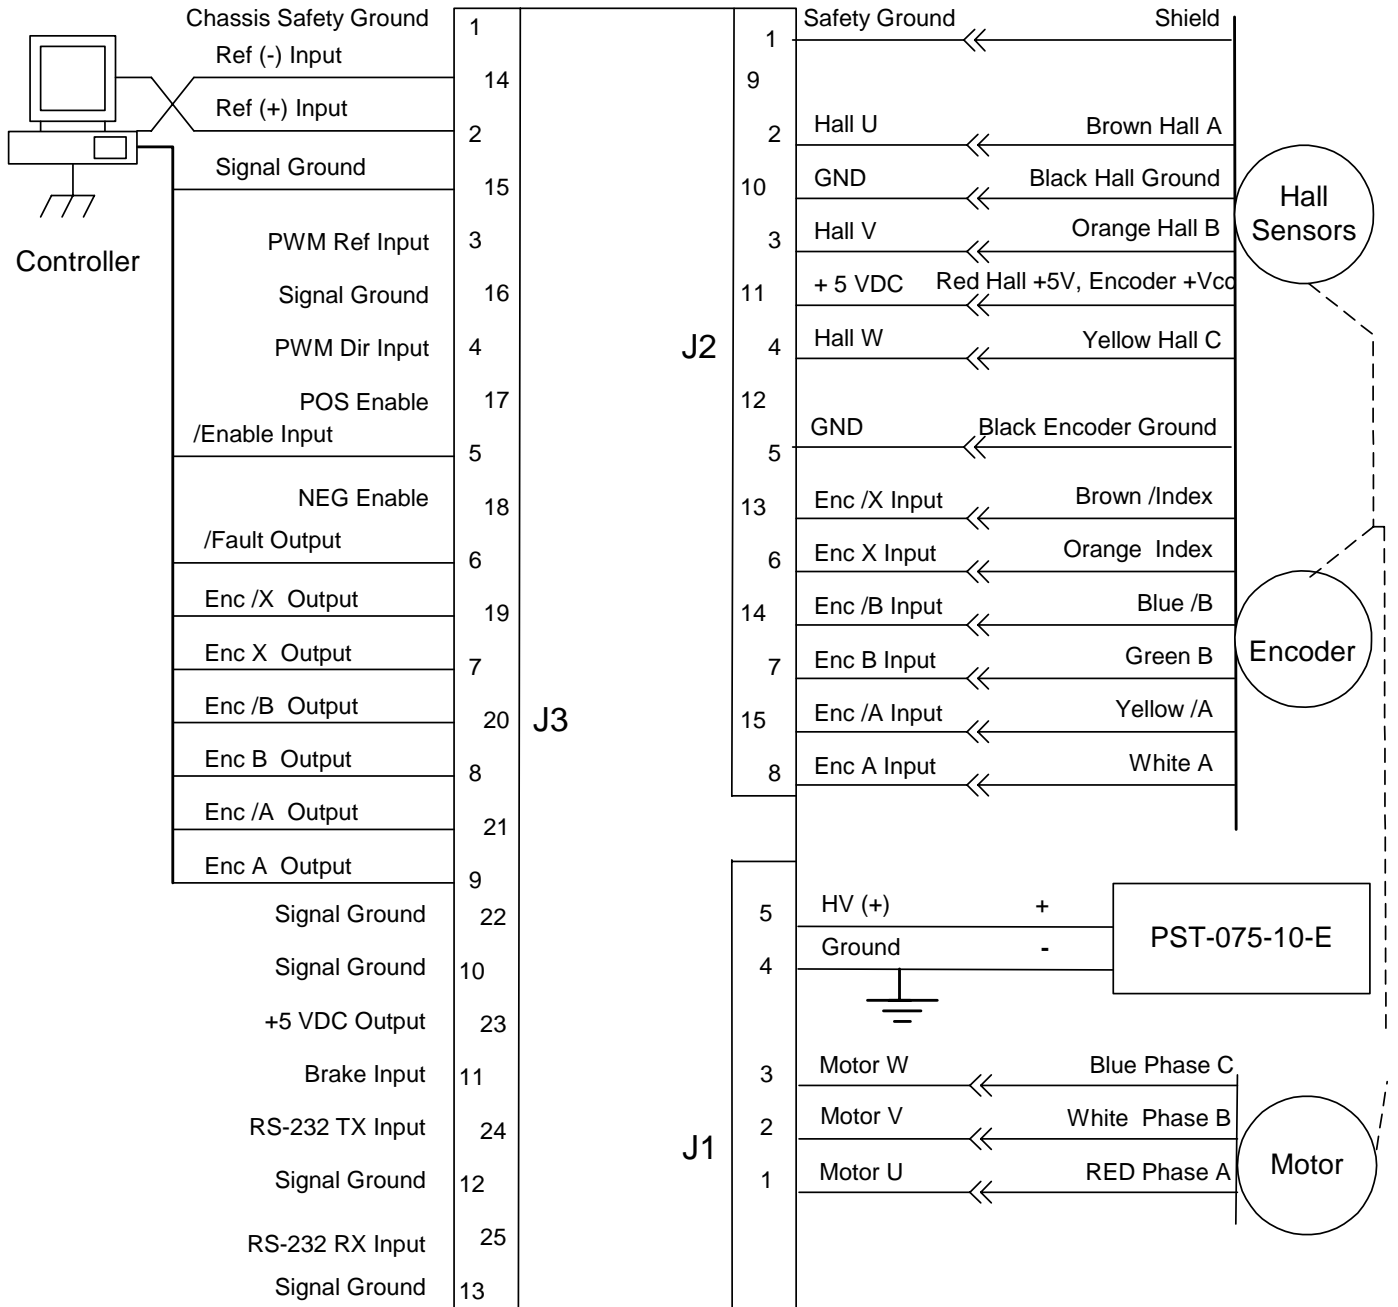 Chassis Safety Ground 1
Ref (-) Input 14
Ref (+) Input 2
Signal Ground 15
PWM Ref Input 3
Signal Ground 16
PWM Dir Input 4
POS Enable 17
/Enable Input 5
NEG Enable 18
/Fault Output 6
Enc /X Output 19
Enc X Output 7
Enc /B Output 20
Enc B Output 8
Enc /A Output 21
Enc A Output 9
Signal Ground 22
Signal Ground 10
+5 VDC Output 23
Brake Input 11
RS-232 TX Input 24
Signal Ground 12
RS-232 RX Input 25
Signal Ground 13
Controller
J3
J2
1 Safety Ground Shield
9
2 Hall U Brown Hall A
10 GND Black Hall Ground
3 Hall V Orange Hall B
11 + 5 VDC Red Hall +5V, Encoder +Vcc
4 Hall W Yellow Hall C
12
5 GND Black Encoder Ground
13 Enc /X Input Brown /Index
6 Enc X Input Orange Index
14 Enc /B Input Blue /B
7 Enc B Input Green B
15 Enc /A Input Yellow /A
8 Enc A Input White A
Hall
Sensors
Encoder
J1
5 HV (+) +
4 Ground -
PST-075-10-E
3 Motor W Blue Phase C
2 Motor V White Phase B
1 Motor U RED Phase A
Motor